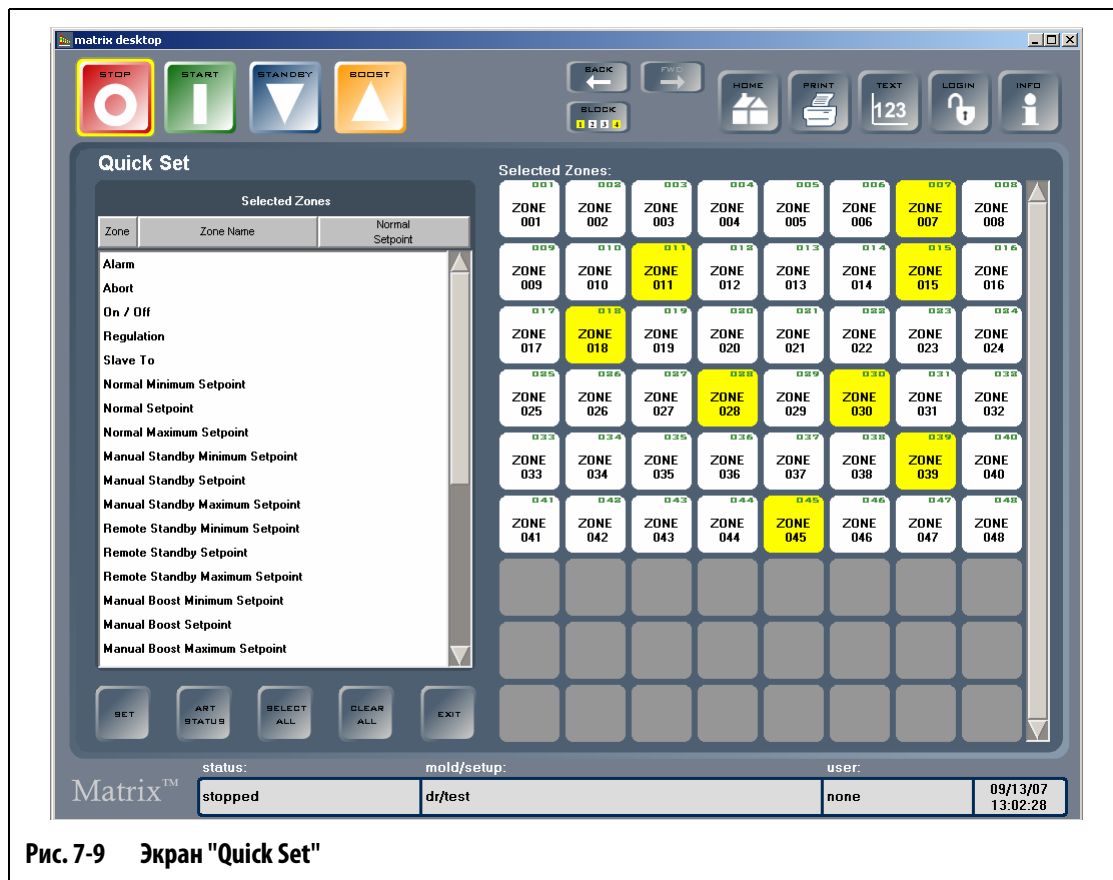 matrix desktop
STOP START STANDBY BOOST
BACK FWD
BLOCK
1 2 3 4
HOME PRINT TEXT LOGIN INFO
123
Quick Set
Selected Zones
Zone Zone Name Normal Setpoint
Alarm
Abort
On / Off
Regulation
Slave To
Normal Minimum Setpoint
Normal Setpoint
Normal Maximum Setpoint
Manual Standby Minimum Setpoint
Manual Standby Setpoint
Manual Standby Maximum Setpoint
Remote Standby Minimum Setpoint
Remote Standby Setpoint
Remote Standby Maximum Setpoint
Manual Boost Minimum Setpoint
Manual Boost Setpoint
Manual Boost Maximum Setpoint
SET ART STATUS SELECT ALL CLEAR ALL EXIT
Selected Zones:
001 002 003 004 005 006 007 008
ZONE ZONE ZONE ZONE ZONE ZONE ZONE ZONE
001 002 003 004 005 006 007 008
009 010 011 012 013 014 015 016
ZONE ZONE ZONE ZONE ZONE ZONE ZONE ZONE
009 010 011 012 013 014 015 016
017 018 019 020 021 022 023 024
ZONE ZONE ZONE ZONE ZONE ZONE ZONE ZONE
017 018 019 020 021 022 023 024
025 026 027 028 029 030 031 032
ZONE ZONE ZONE ZONE ZONE ZONE ZONE ZONE
025 026 027 028 029 030 031 032
033 034 035 036 037 038 039 040
ZONE ZONE ZONE ZONE ZONE ZONE ZONE ZONE
033 034 035 036 037 038 039 040
041 042 043 044 045 046 047 048
ZONE ZONE ZONE ZONE ZONE ZONE ZONE ZONE
041 042 043 044 045 046 047 048
Matrix™
status: mold/setup: user:
stopped dr/test none 09/13/07
13:02:28
Рис. 7-9 Экран "Quick Set"